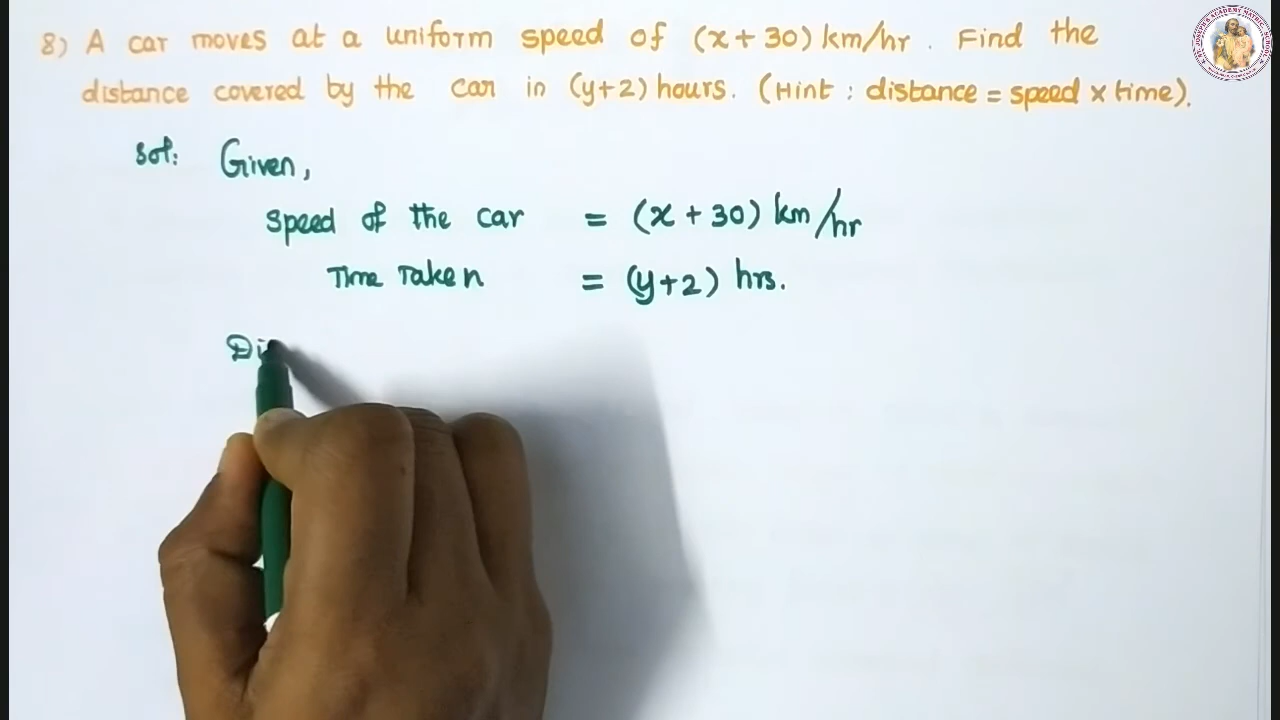 8) A car moves at a uniform speed of (x + 30) km/hr. Find the
distance covered by the car in (y+2) hours. (Hint : distance = speed × time).
Sol: Given,
Speed of the car = (x + 30) km/hr
Time Taken = (y+2) hrs.
Di